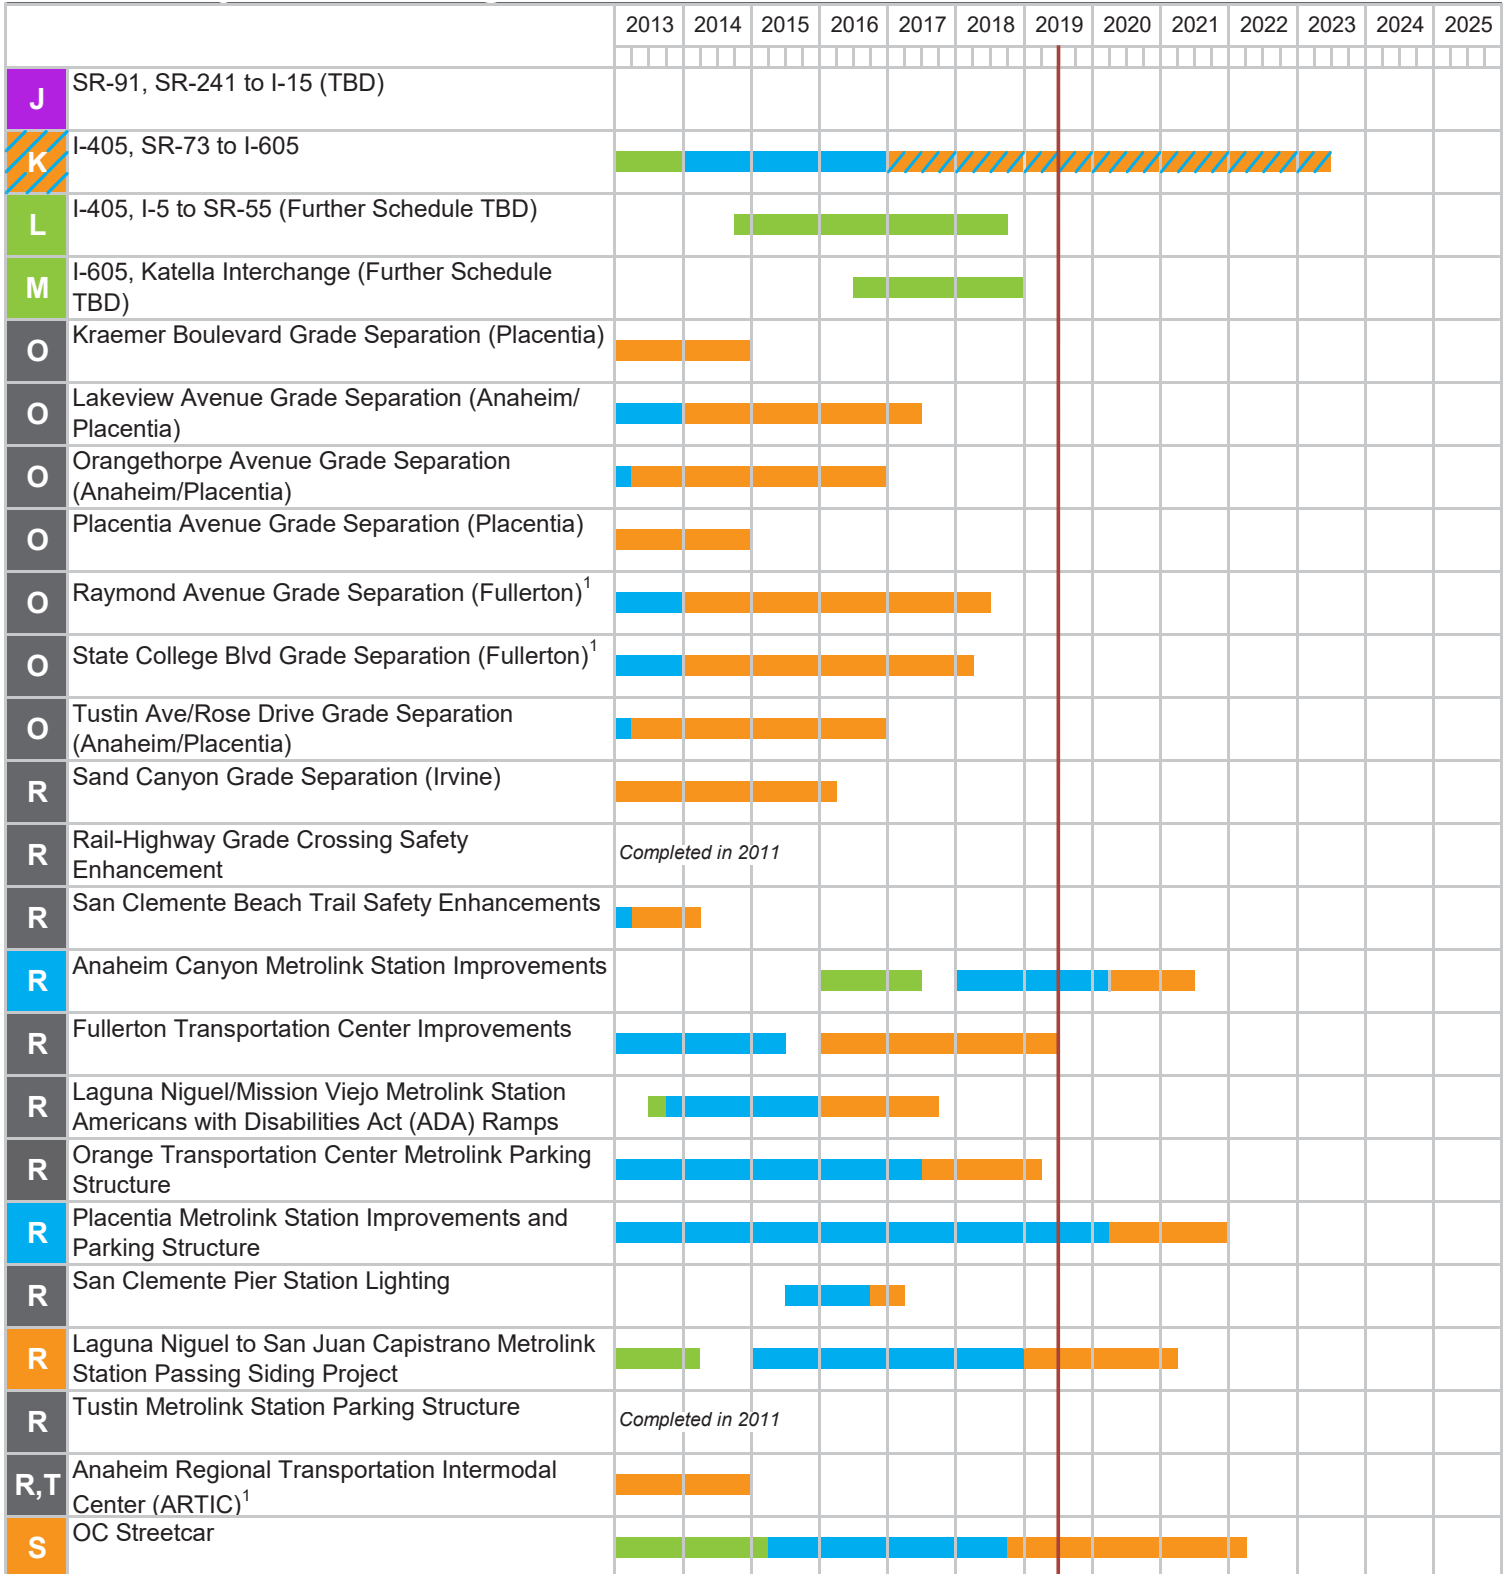 2013 2014 2015 2016 2017 2018 2019 2020 2021 2022 2023 2024 2025
J SR-91, SR-241 to I-15 (TBD)
K I-405, SR-73 to I-605
L I-405, I-5 to SR-55 (Further Schedule TBD)
M I-605, Katella Interchange (Further Schedule
TBD)
O Kraemer Boulevard Grade Separation (Placentia)
O Lakeview Avenue Grade Separation (Anaheim/
Placentia)
O Orangethorpe Avenue Grade Separation
(Anaheim/Placentia)
O Placentia Avenue Grade Separation (Placentia)
O Raymond Avenue Grade Separation (Fullerton)1
O State College Blvd Grade Separation (Fullerton)1
O Tustin Ave/Rose Drive Grade Separation
(Anaheim/Placentia)
R Sand Canyon Grade Separation (Irvine)
R Rail-Highway Grade Crossing Safety
Enhancement
Completed in 2011
R San Clemente Beach Trail Safety Enhancements
R Anaheim Canyon Metrolink Station Improvements
R Fullerton Transportation Center Improvements
R Laguna Niguel/Mission Viejo Metrolink Station
Americans with Disabilities Act (ADA) Ramps
R Orange Transportation Center Metrolink Parking
Structure
R Placentia Metrolink Station Improvements and
Parking Structure
R San Clemente Pier Station Lighting
R Laguna Niguel to San Juan Capistrano Metrolink
Station Passing Siding Project
R Tustin Metrolink Station Parking Structure
Completed in 2011
R,T Anaheim Regional Transportation Intermodal
Center (ARTIC)1
S OC Streetcar